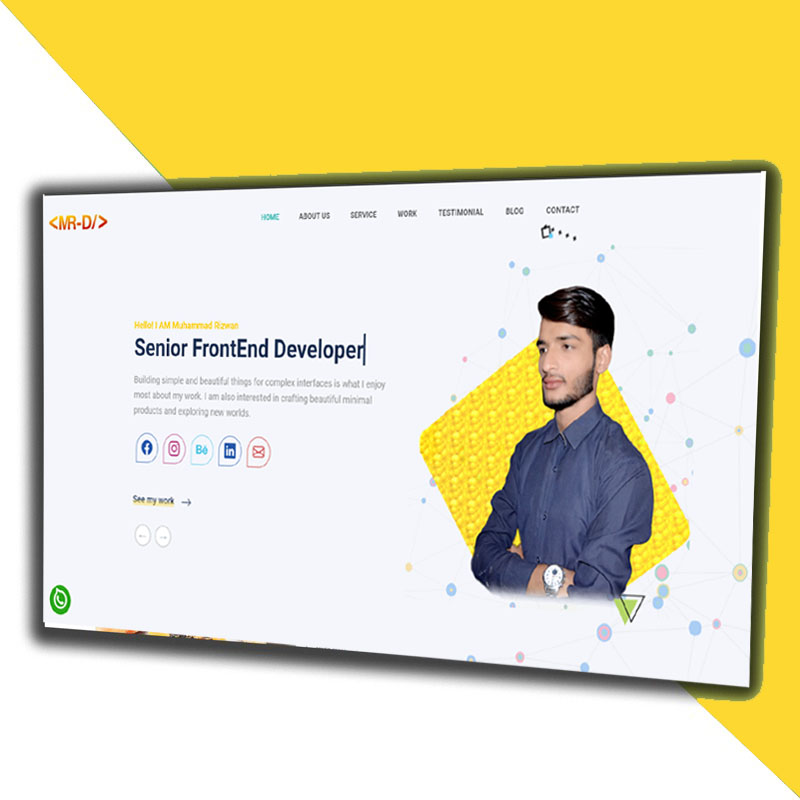 <MR-D/>
HOME ABOUT US SERVICE WORK TESTIMONIAL BLOG CONTACT
Hello! I AM Muhammad Rizwan
Senior FrontEnd Developer
Building simple and beautiful things for complex interfaces is what I enjoy
most about my work. I am also interested in crafting beautiful minimal
products and exploring new worlds.
Bē
in
See my work